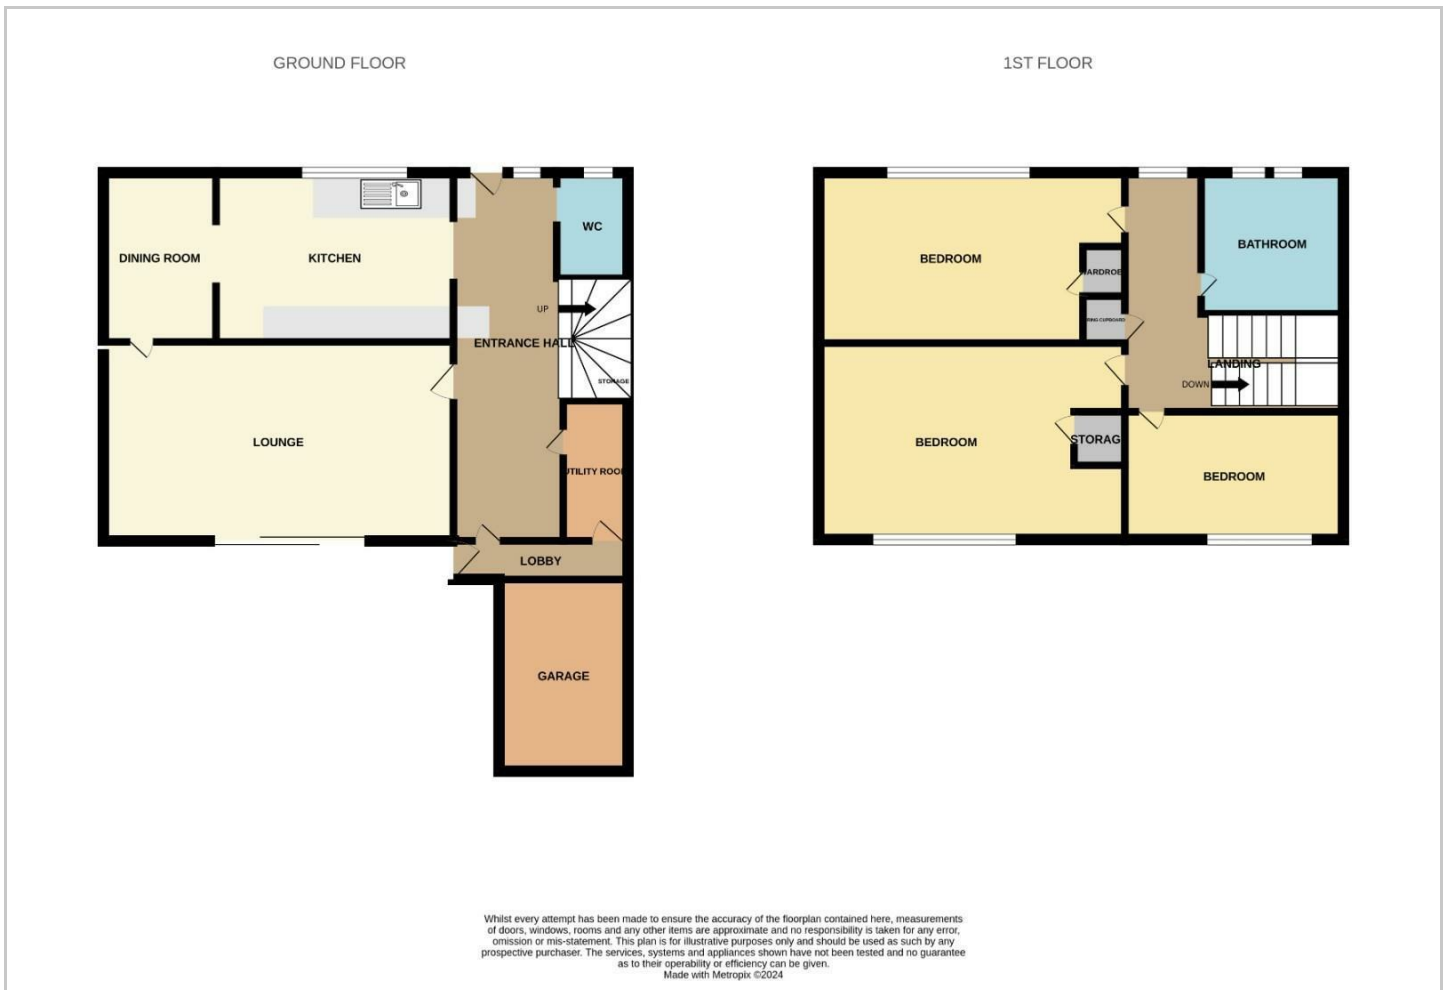 GROUND FLOOR
1ST FLOOR
DINING ROOM
KITCHEN
WC
UP
ENTRANCE HALL
STORAGE
LOUNGE
UTILITY ROOM
LOBBY
GARAGE
BEDROOM
WARDROBE
BATHROOM
LANDING
DOWN
BEDROOM
STORAG
BEDROOM
Whilst every attempt has been made to ensure the accuracy of the floorplan contained here, measurements
of doors, windows, rooms and any other items are approximate and no responsibility is taken for any error,
omission or mis-statement. This plan is for illustrative purposes only and should be used as such by any
prospective purchaser. The services, systems and appliances shown have not been tested and no guarantee
as to their operability or efficiency can be given.
Made with Metropix ©2024